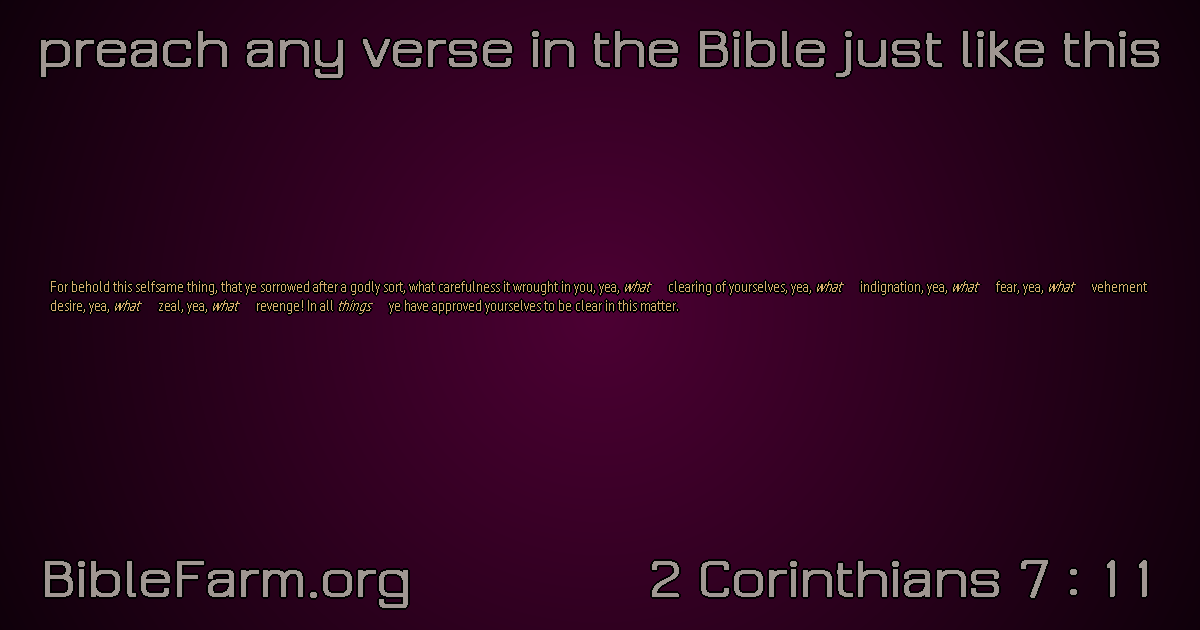 preach any verse in the Bible just like this
For behold this selfsame thing, that ye sorrowed after a godly sort, what carefulness it wrought in you, yea, what clearing of yourselves, yea, what indignation, yea, what fear, yea, what vehement
desire, yea, what zeal, yea, what revenge! In all things ye have approved yourselves to be clear in this matter.
BibleFarm.org 2 Corinthians 7 : 11